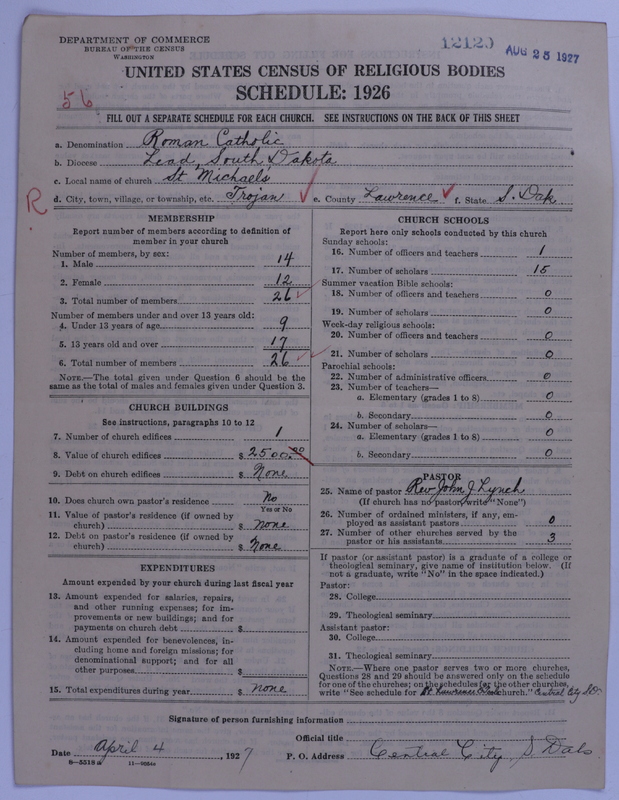 DEPARTMENT OF COMMERCE
BUREAU OF THE CENSUS
WASHINGTON
12120
AUG 25 1927
UNITED STATES CENSUS OF RELIGIOUS BODIES
SCHEDULE: 1926
56
FILL OUT A SEPARATE SCHEDULE FOR EACH CHURCH. SEE INSTRUCTIONS ON THE BACK OF THIS SHEET
a. Denomination Roman Catholic
b. Diocese Lead, South Dakota
c. Local name of church St Michael's
R
d. City, town, village, or township, etc. Trojan e. County Lawrence f. State S. Dak.
MEMBERSHIP
Report number of members according to definition of
member in your church
Number of members, by sex:
1. Male 14
2. Female 12
3. Total number of members 26
Number of members under and over 13 years old:
4. Under 13 years of age 9
5. 13 years old and over 17
6. Total number of members 26
NOTE.—The total given under Question 6 should be the
same as the total of males and females given under Question 3.
CHURCH BUILDINGS
See instructions, paragraphs 10 to 12
7. Number of church edifices 1
8. Value of church edifices $ 2500.00
9. Debt on church edifices $ None
10. Does church own pastor's residence No
Yes or No
11. Value of pastor's residence (if owned by
church) $ none
12. Debt on pastor's residence (if owned by
church) $ None
EXPENDITURES
Amount expended by your church during last fiscal year
13. Amount expended for salaries, repairs,
and other running expenses; for im-
provements or new buildings; and for
payments on church debt $
14. Amount expended for benevolences, in-
cluding home and foreign missions; for
denominational support; and for all
other purposes $
15. Total expenditures during year $ none
CHURCH SCHOOLS
Report here only schools conducted by this church
Sunday schools:
16. Number of officers and teachers 1
17. Number of scholars 15
Summer vacation Bible schools:
18. Number of officers and teachers 0
19. Number of scholars 0
Week-day religious schools:
20. Number of officers and teachers 0
21. Number of scholars 0
Parochial schools:
22. Number of administrative officers 0
23. Number of teachers—
a. Elementary (grades 1 to 8) 0
b. Secondary 0
24. Number of scholars—
a. Elementary (grades 1 to 8) 0
b. Secondary 0
PASTOR
25. Name of pastor Rev John J. Lynch
(If church has no pastor, write "None")
26. Number of ordained ministers, if any, em-
ployed as assistant pastors 0
27. Number of other churches served by the
pastor or his assistants 3
If pastor (or assistant pastor) is a graduate of a college or
theological seminary, give name of institution below. (If
not a graduate, write "No" in the space indicated.)
Pastor:
28. College
29. Theological seminary
Assistant pastor:
30. College
31. Theological seminary
NOTE.—Where one pastor serves two or more churches,
Questions 28 and 29 should be answered only on the schedule
for one of the churches; on the schedules for the other churches,
write "See schedule for St Lawrence church." Central City S.D.
Signature of person furnishing information
Official title
Date April 4, 1927 P. O. Address Central City, S Dak
8—5518 a 11—9564a